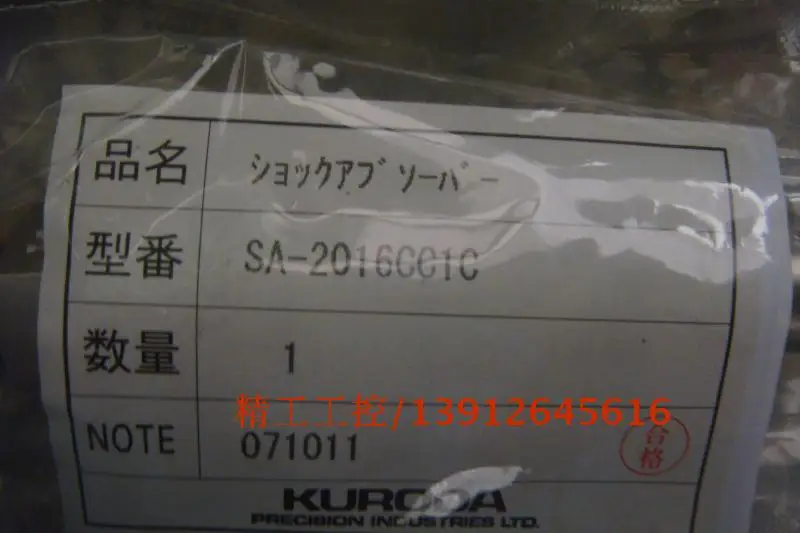 品名 ｼｮｯｸｱﾌﾞｿｰﾊﾞｰ
型番 SA-2016CC1C
数量 1
精工工控/13912645616
NOTE 071011
合格
KURODA
PRECISION INDUSTRIES LTD.